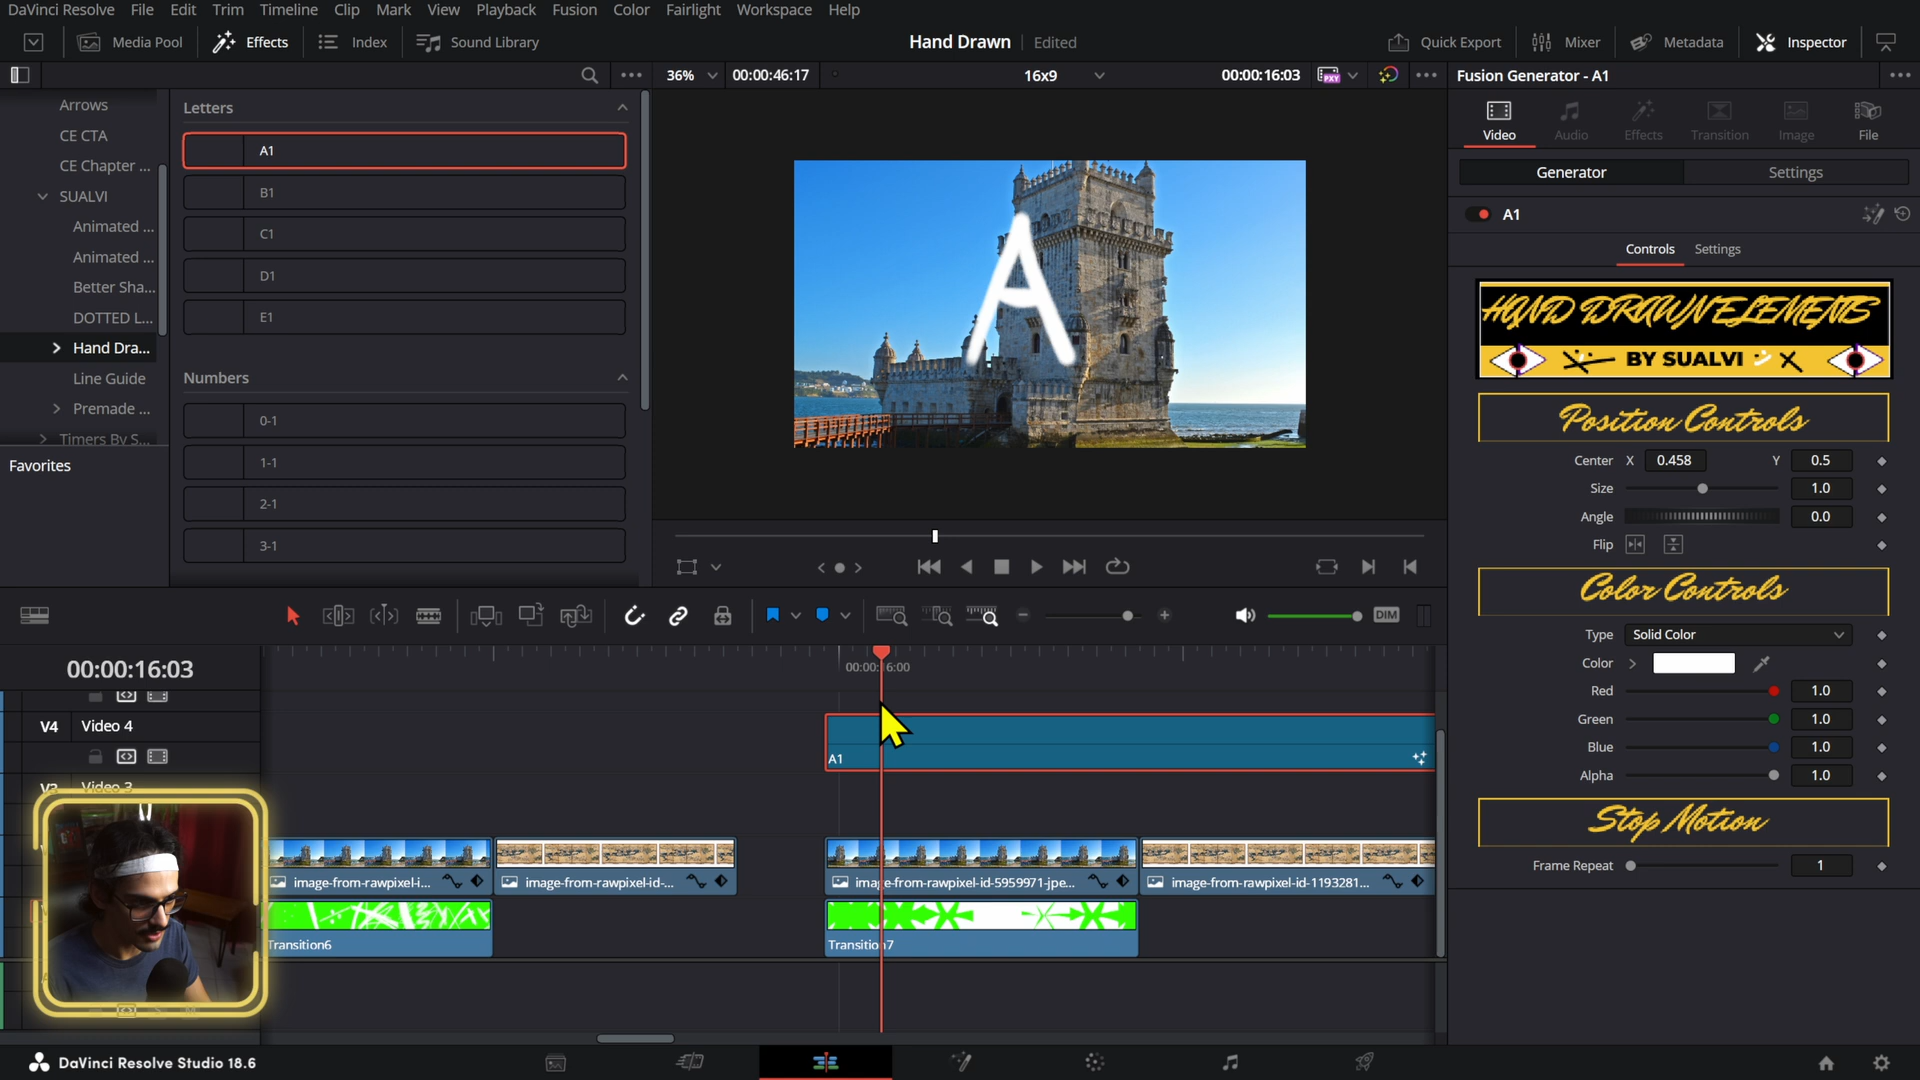 DaVinci Resolve File Edit Trim Timeline Clip Mark View Playback Fusion Color Fairlight Workspace Help
Media Pool Effects Index Sound Library Hand Drawn Edited Quick Export Mixer Metadata Inspector
36% 00:00:46:17 16x9 00:00:16:03 PXY Fusion Generator - A1
Arrows
CE CTA
CE Chapter ...
SUALVI
Animated ...
Animated ...
Better Sha...
DOTTED L...
Hand Dra...
Line Guide
Premade ...
Timers By S...
Favorites
Letters
A1
B1
C1
D1
E1
Numbers
0-1
1-1
2-1
3-1
A
Video Audio Effects Transition Image File
Generator Settings
A1
Controls Settings
HAND DRAWN ELEMENTS
BY SUALVI
Position Controls
Center X 0.458 Y 0.5
Size 1.0
Angle 0.0
Flip
Color Controls
Type Solid Color
Color
Red 1.0
Green 1.0
Blue 1.0
Alpha 1.0
Stop Motion
Frame Repeat 1
DIM
00:00:16:03 00:00:16:00
V4 Video 4
A1
Video 3
image-from-rawpixel-i... image-from-rawpixel-id-... image-from-rawpixel-id-5959971-jpe... image-from-rawpixel-id-1193281...
Transition6 Transition7
DaVinci Resolve Studio 18.6